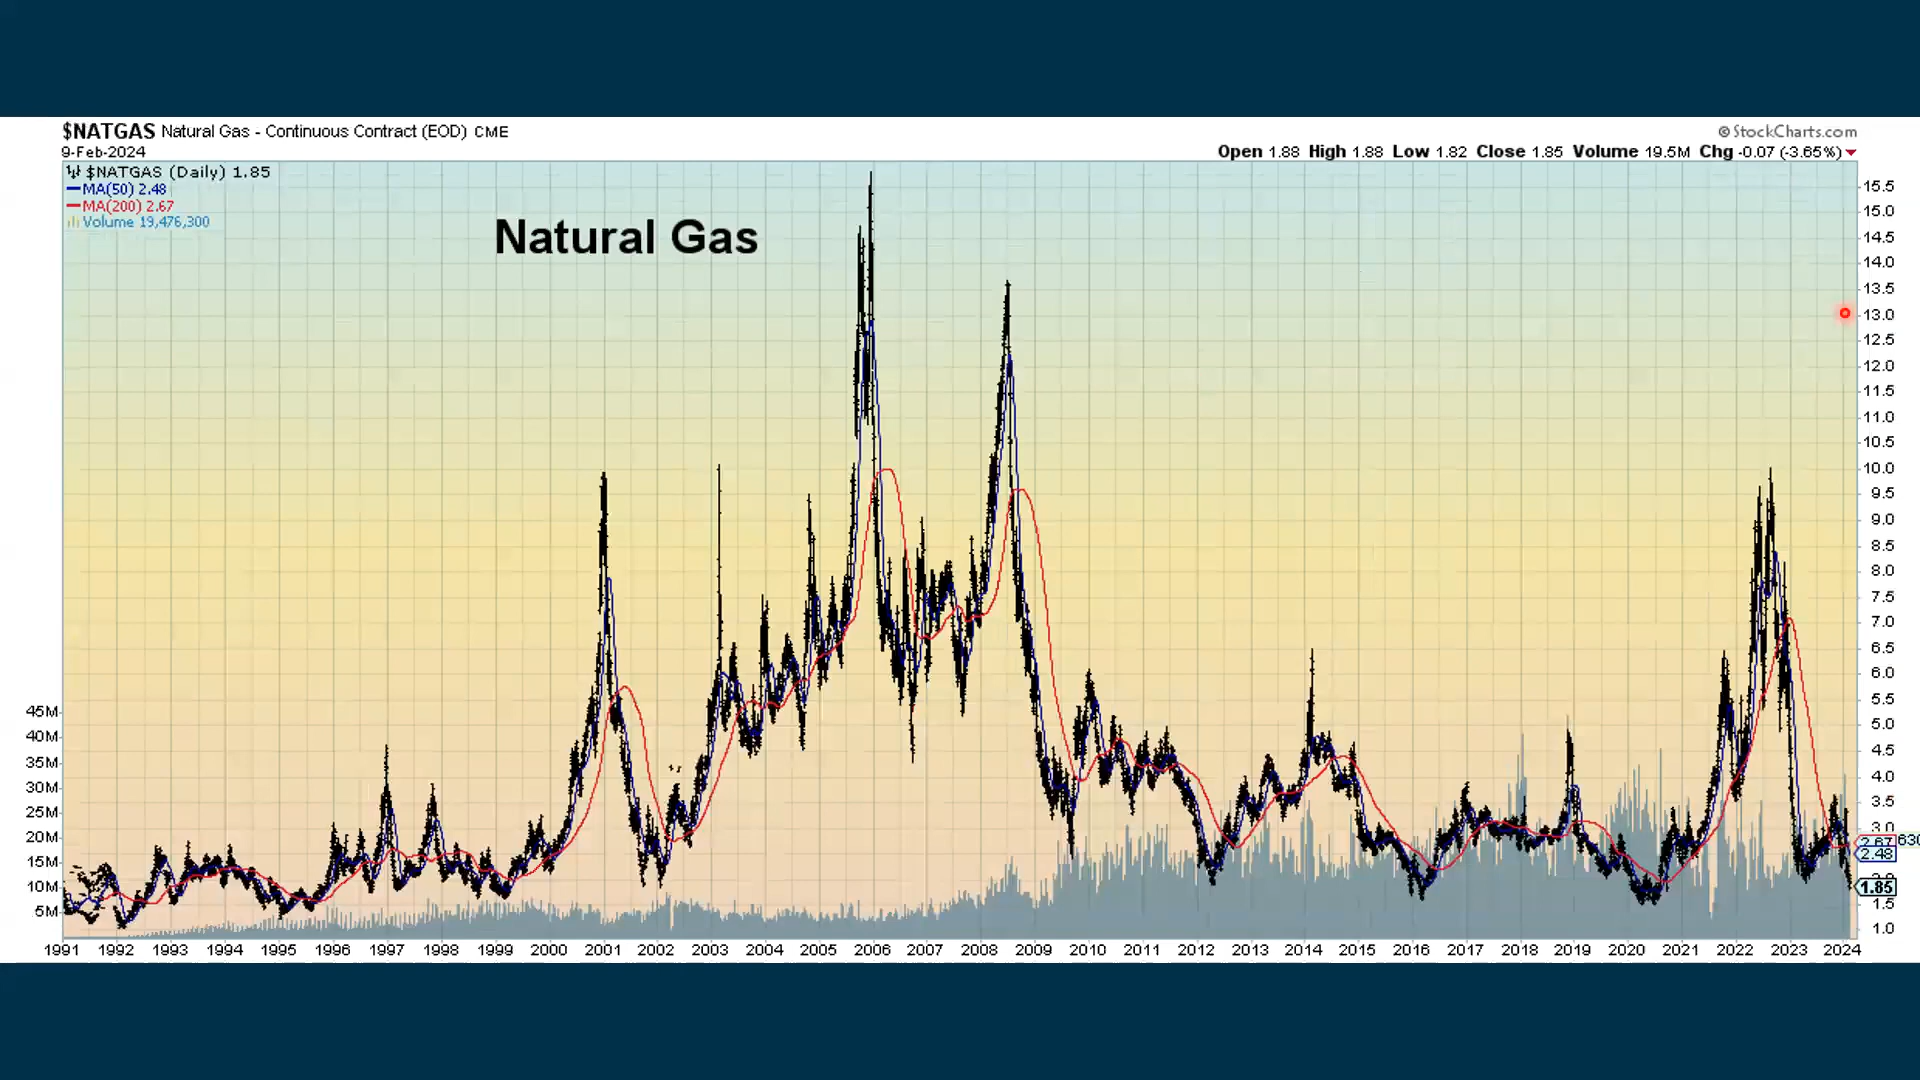 $NATGAS Natural Gas - Continuous Contract (EOD) CME
©StockCharts.com
9-Feb-2024
Open 1.88 High 1.88 Low 1.82 Close 1.85 Volume 19.5M Chg -0.07 (-3.65%)
$NATGAS (Daily) 1.85
MA(50) 2.48
MA(200) 2.67
Volume 19,476,300
Natural Gas
15.5
15.0
14.5
14.0
13.5
13.0
12.5
12.0
11.5
11.0
10.5
10.0
9.5
9.0
8.5
8.0
7.5
7.0
6.5
6.0
5.5
5.0
4.5
4.0
3.5
3.0
2.67
2.48
1.85
1.5
1.0
45M
40M
35M
30M
25M
20M
15M
10M
5M
1991 1992 1993 1994 1995 1996 1997 1998 1999 2000 2001 2002 2003 2004 2005 2006 2007 2008 2009 2010 2011 2012 2013 2014 2015 2016 2017 2018 2019 2020 2021 2022 2023 2024